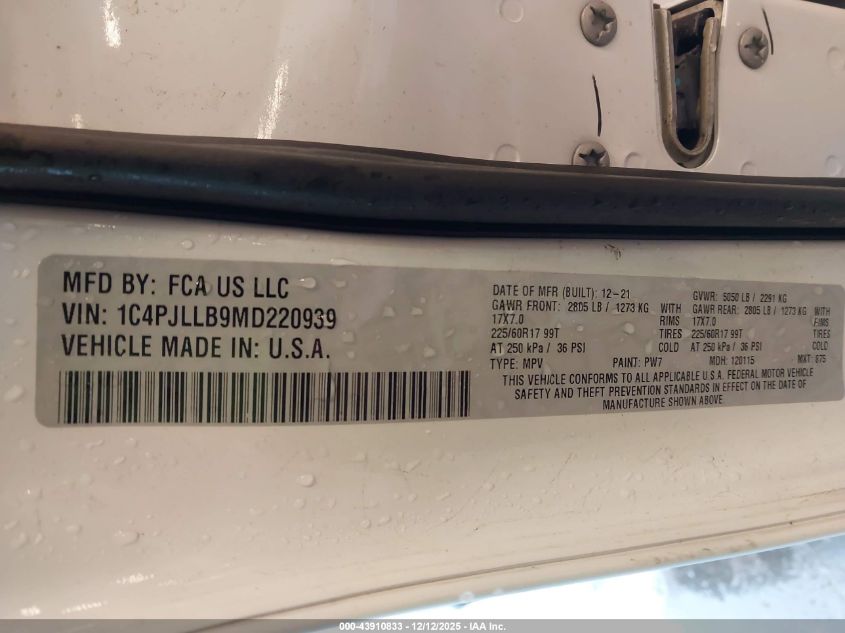 MFD BY: FCA US LLC
VIN: 1C4PJLLB9MD220939
VEHICLE MADE IN: U.S.A.
DATE OF MFR (BUILT): 12-21 GVWR: 5050 LB / 2291 KG
GAWR FRONT: 2805 LB / 1273 KG WITH GAWR REAR: 2805 LB / 1273 KG WITH
17X7.0 RIMS 17X7.0 RIMS
225/60R17 99T TIRES 225/60R17 99T TIRES
AT 250 kPa / 36 PSI COLD AT 250 kPa / 36 PSI COLD
TYPE: MPV PAINT: PW7 MDH: 120115 MXT: 875
THIS VEHICLE CONFORMS TO ALL APPLICABLE U.S.A. FEDERAL MOTOR VEHICLE
SAFETY AND THEFT PREVENTION STANDARDS IN EFFECT ON THE DATE OF
MANUFACTURE SHOWN ABOVE
000-43910833 - 12/12/2025 - IAA Inc.